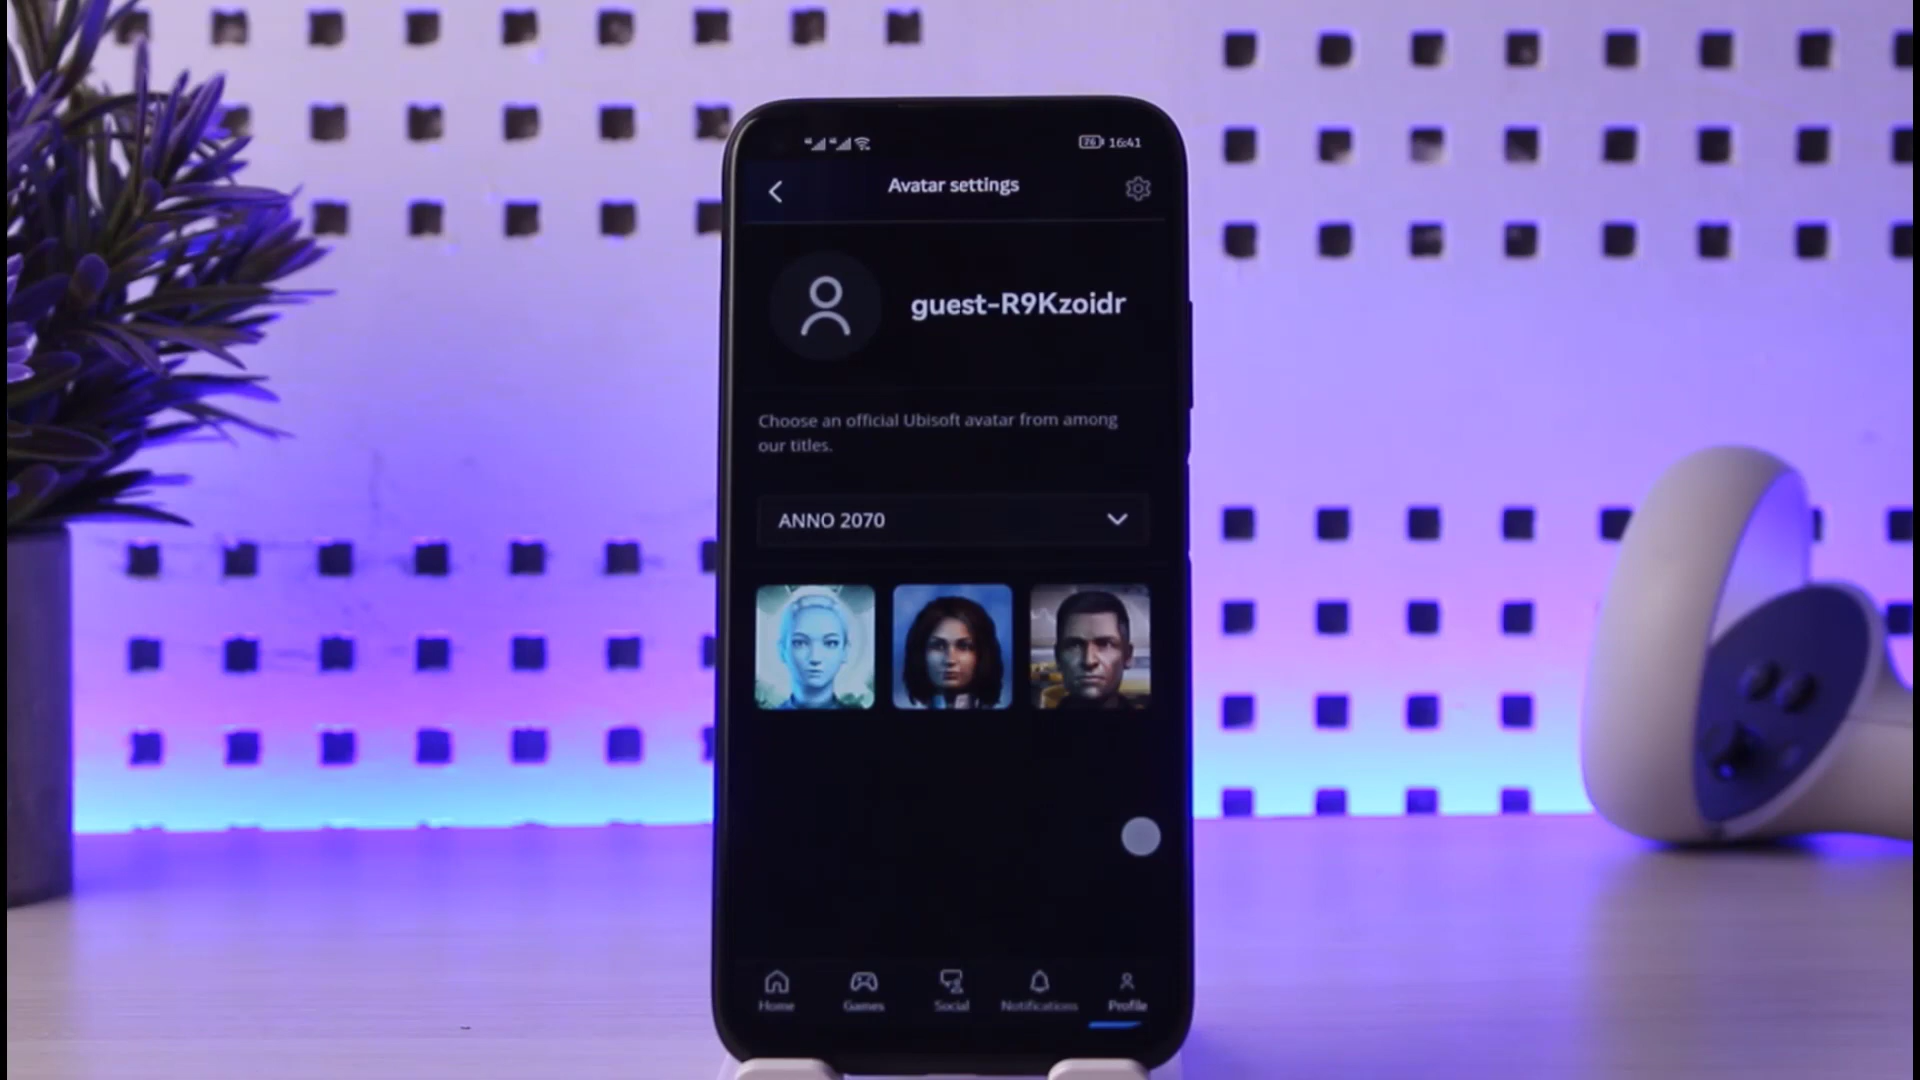 26 16:41
Avatar settings
guest-R9Kzoidr
Choose an official Ubisoft avatar from among
our titles.
ANNO 2070
Home Games Social Notifications Profile